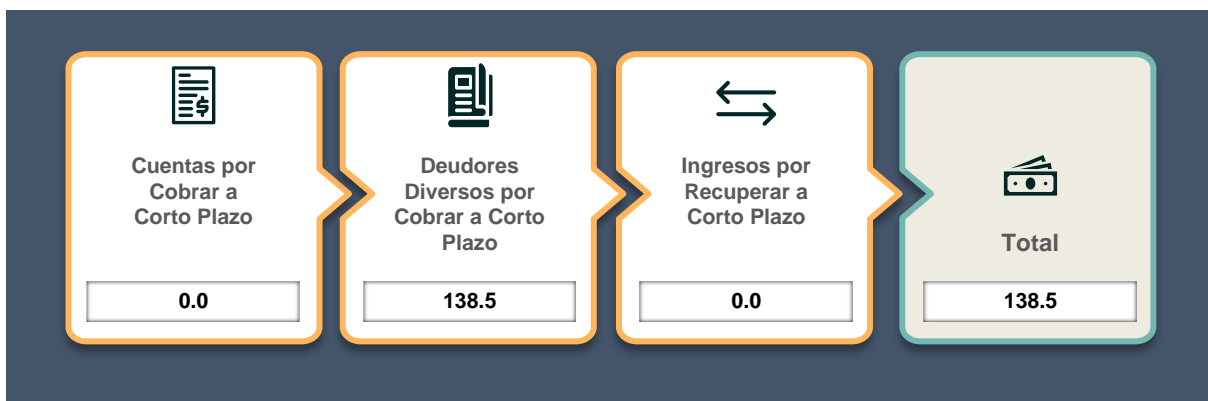 Cuentas por
Cobrar a
Corto Plazo
0.0
Deudores
Diversos por
Cobrar a Corto
Plazo
138.5
Ingresos por
Recuperar a
Corto Plazo
0.0
Total
138.5